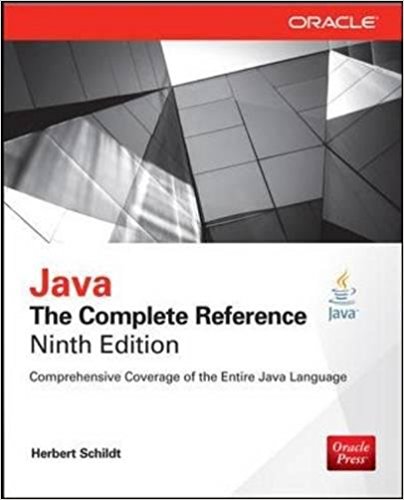 ORACLE
Java
The Complete Reference
Ninth Edition
Java
Comprehensive Coverage of the Entire Java Language
Herbert Schildt
Oracle
Press